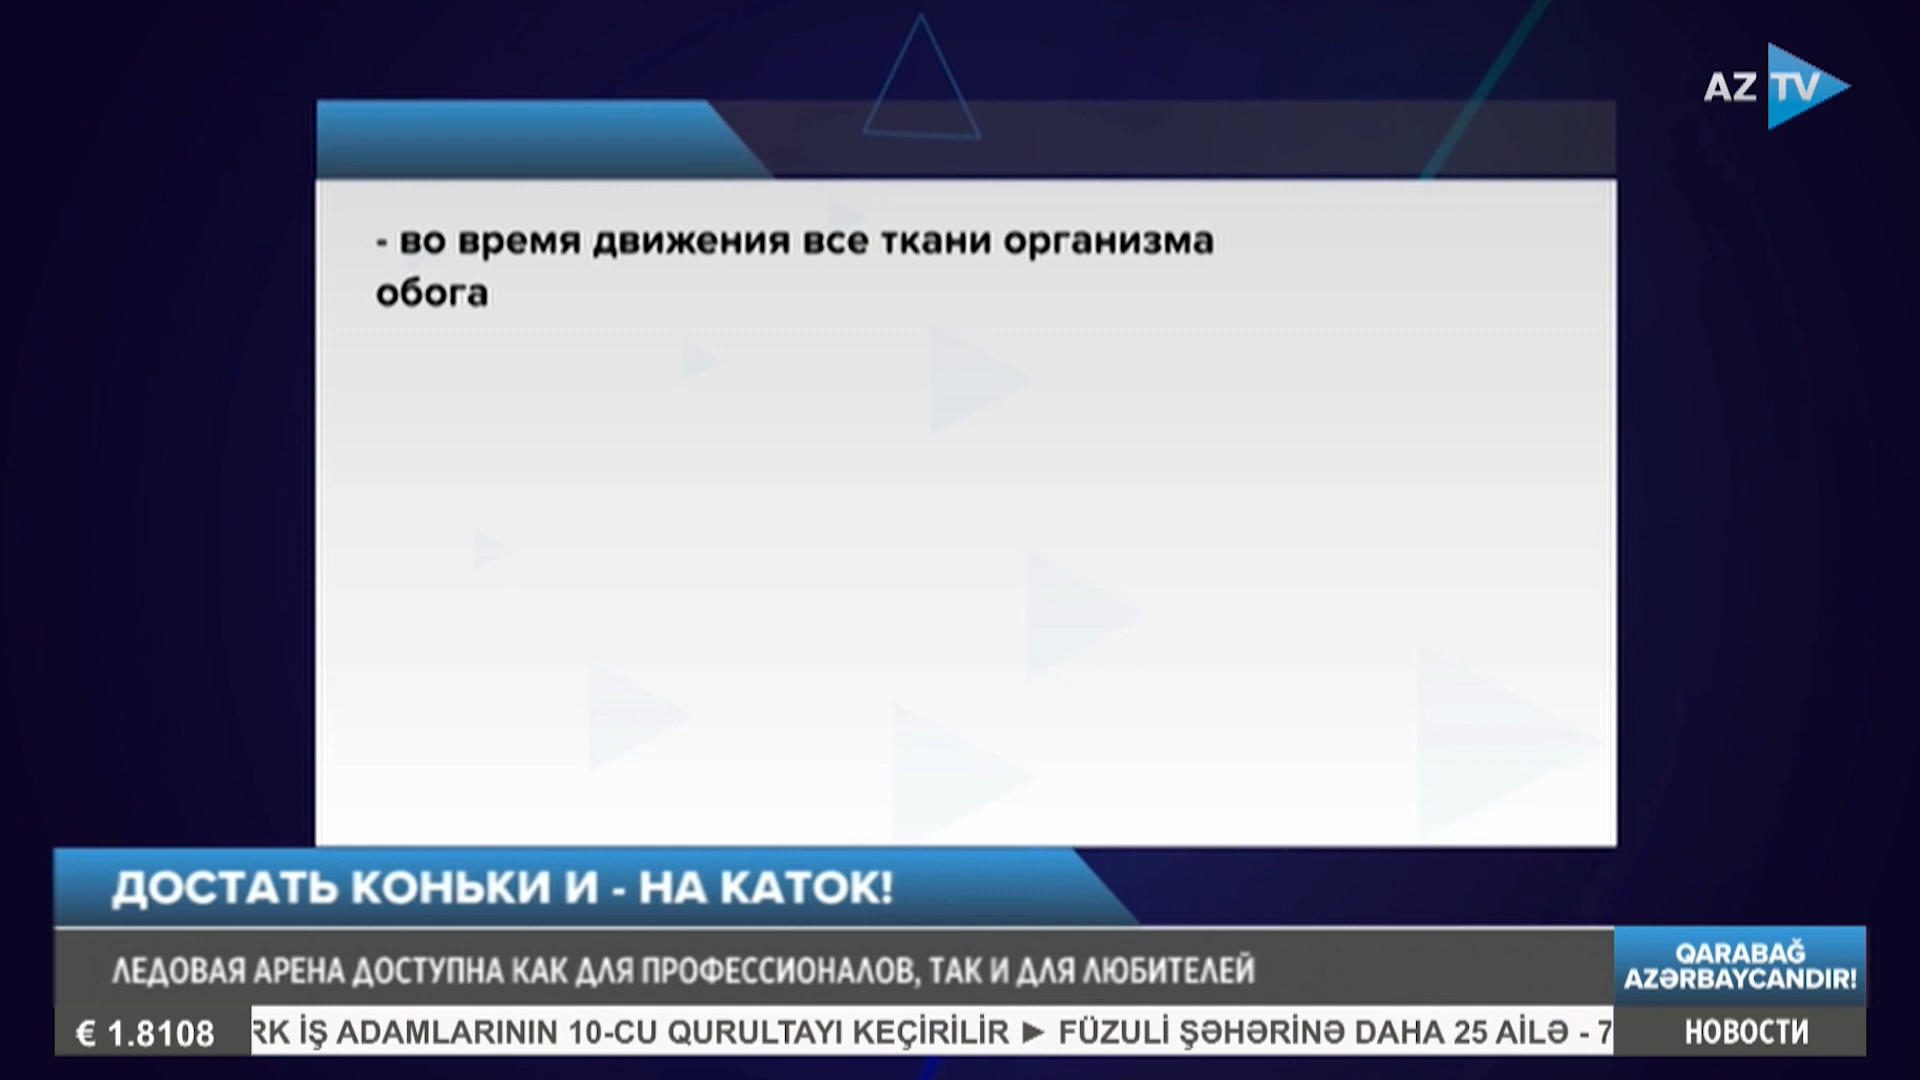 AZ TV
- во время движения все ткани организма
обога
ДОСТАТЬ КОНЬКИ И - НА КАТОК!
ЛЕДОВАЯ АРЕНА ДОСТУПНА КАК ДЛЯ ПРОФЕССИОНАЛОВ, ТАК И ДЛЯ ЛЮБИТЕЛЕЙ
QARABAĞ
AZƏRBAYCANDIR!
€ 1.8108
RK İŞ ADAMLARININ 10-CU QURULTAYI KEÇİRİLİR ► FÜZULİ ŞƏHƏRİNƏ DAHA 25 AİLƏ - 7
НОВОСТИ